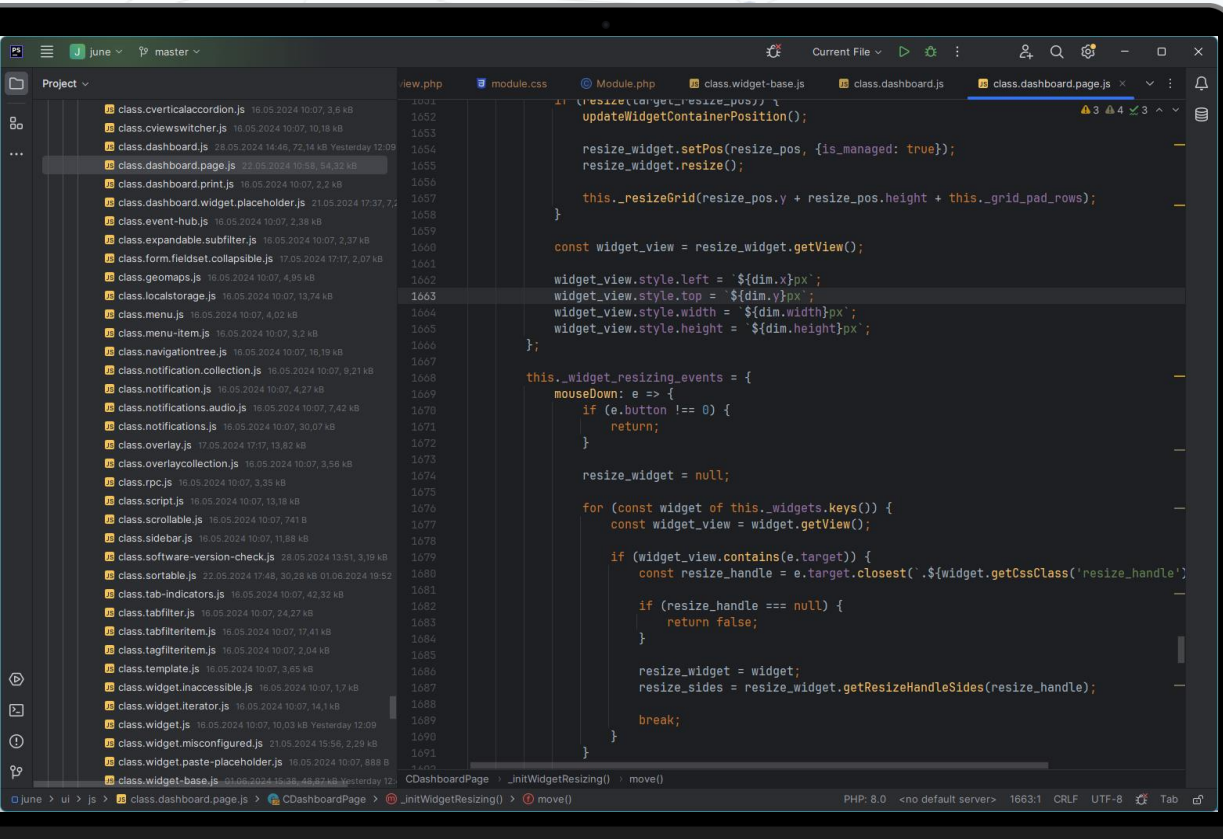 PS
J june master Current File
Project
view.php module.css Module.php class.widget-base.js class.dashboard.js class.dashboard.page.js
3 4 3
class.cverticalaccordion.js 16.05.2024 10:07, 3,6 kB
class.cviewswitcher.js 16.05.2024 10:07, 10,18 kB
class.dashboard.js 28.05.2024 14:46, 72,14 kB Yesterday 12:09
class.dashboard.page.js 22.05.2024 10:58, 54,32 kB
class.dashboard.print.js 16.05.2024 10:07, 2,2 kB
class.dashboard.widget.placeholder.js 21.05.2024 17:37, 7,2
class.event-hub.js 16.05.2024 10:07, 2,38 kB
class.expandable.subfilter.js 16.05.2024 10:07, 2,37 kB
class.form.fieldset.collapsible.js 17.05.2024 17:17, 2,07 kB
class.geomaps.js 16.05.2024 10:07, 4,95 kB
class.localstorage.js 16.05.2024 10:07, 13,74 kB
class.menu.js 16.05.2024 10:07, 4,02 kB
class.menu-item.js 16.05.2024 10:07, 3,2 kB
class.navigationtree.js 16.05.2024 10:07, 16,19 kB
class.notification.collection.js 16.05.2024 10:07, 9,21 kB
class.notification.js 16.05.2024 10:07, 4,27 kB
class.notifications.audio.js 16.05.2024 10:07, 7,42 kB
class.notifications.js 16.05.2024 10:07, 30,07 kB
class.overlay.js 17.05.2024 17:17, 13,82 kB
class.overlaycollection.js 16.05.2024 10:07, 3,56 kB
class.rpc.js 16.05.2024 10:07, 3,35 kB
class.script.js 16.05.2024 10:07, 13,18 kB
class.scrollable.js 16.05.2024 10:07, 741 B
class.sidebar.js 16.05.2024 10:07, 11,88 kB
class.software-version-check.js 28.05.2024 13:51, 3,19 kB
class.sortable.js 22.05.2024 17:48, 30,28 kB 01.06.2024 19:52
class.tab-indicators.js 16.05.2024 10:07, 42,32 kB
class.tabfilter.js 16.05.2024 10:07, 24,27 kB
class.tabfilteritem.js 16.05.2024 10:07, 17,41 kB
class.tagfilteritem.js 16.05.2024 10:07, 2,04 kB
class.template.js 16.05.2024 10:07, 3,65 kB
class.widget.inaccessible.js 16.05.2024 10:07, 1,7 kB
class.widget.iterator.js 16.05.2024 10:07, 14,1 kB
class.widget.js 16.05.2024 10:07, 10,03 kB Yesterday 12:09
class.widget.misconfigured.js 21.05.2024 15:56, 2,29 kB
class.widget.paste-placeholder.js 16.05.2024 10:07, 888 B
class.widget-base.js 01.06.2024 15:38, 48,87 kB Yesterday 12:
1651 if (resize(target_resize_pos)) {
1652 updateWidgetContainerPosition();
1653
1654 resize_widget.setPos(resize_pos, {is_managed: true});
1655 resize_widget.resize();
1656
1657 this._resizeGrid(resize_pos.y + resize_pos.height + this._grid_pad_rows);
1658 }
1659
1660 const widget_view = resize_widget.getView();
1661
1662 widget_view.style.left = `${dim.x}px`;
1663 widget_view.style.top = `${dim.y}px`;
1664 widget_view.style.width = `${dim.width}px`;
1665 widget_view.style.height = `${dim.height}px`;
1666 };
1667
1668 this._widget_resizing_events = {
1669 mouseDown: e => {
1670 if (e.button !== 0) {
1671 return;
1672 }
1673
1674 resize_widget = null;
1675
1676 for (const widget of this._widgets.keys()) {
1677 const widget_view = widget.getView();
1678
1679 if (widget_view.contains(e.target)) {
1680 const resize_handle = e.target.closest(`.${widget.getCssClass('resize_handle')
1681
1682 if (resize_handle === null) {
1683 return false;
1684 }
1685
1686 resize_widget = widget;
1687 resize_sides = resize_widget.getResizeHandleSides(resize_handle);
1688
1689 break;
1690 }
1691 }
1692
CDashboardPage › _initWidgetResizing() › move()
june > ui > js > class.dashboard.page.js > CDashboardPage > _initWidgetResizing() > move() PHP: 8.0 <no default server> 1663:1 CRLF UTF-8 Tab